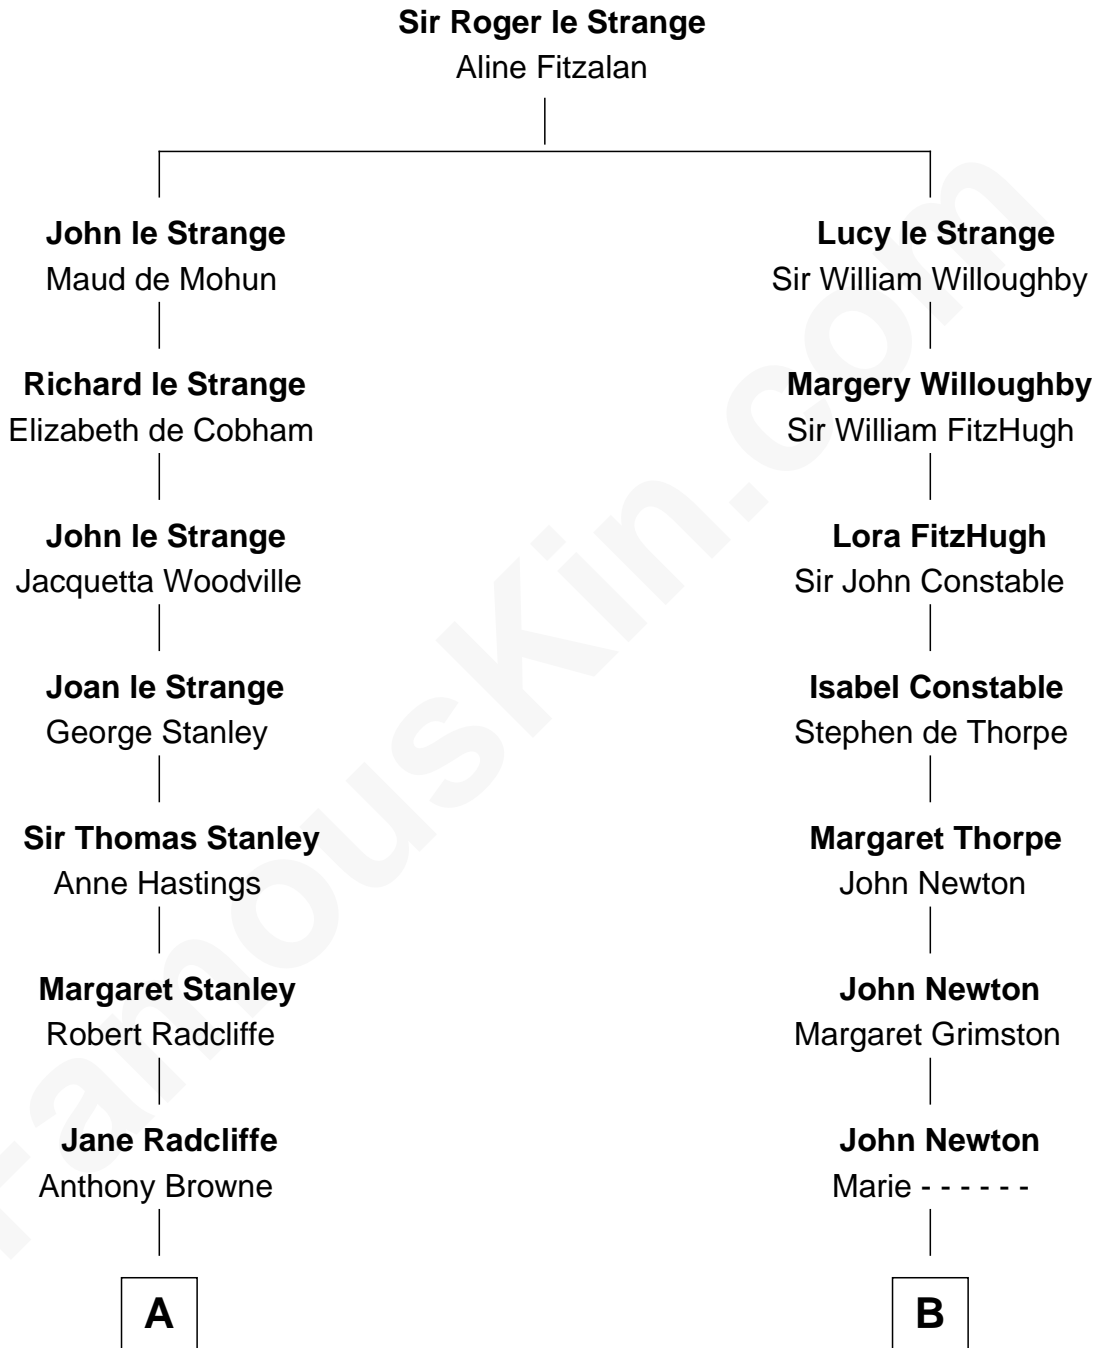 Sir Roger le Strange
Aline Fitzalan
John le Strange
Maud de Mohun
Lucy le Strange
Sir William Willoughby
Richard le Strange
Elizabeth de Cobham
Margery Willoughby
Sir William FitzHugh
John le Strange
Jacquetta Woodville
Lora FitzHugh
Sir John Constable
Joan le Strange
George Stanley
Isabel Constable
Stephen de Thorpe
Sir Thomas Stanley
Anne Hastings
Margaret Thorpe
John Newton
Margaret Stanley
Robert Radcliffe
John Newton
Margaret Grimston
Jane Radcliffe
Anthony Browne
John Newton
Marie - - - - - -
A
B
FamousKin.com